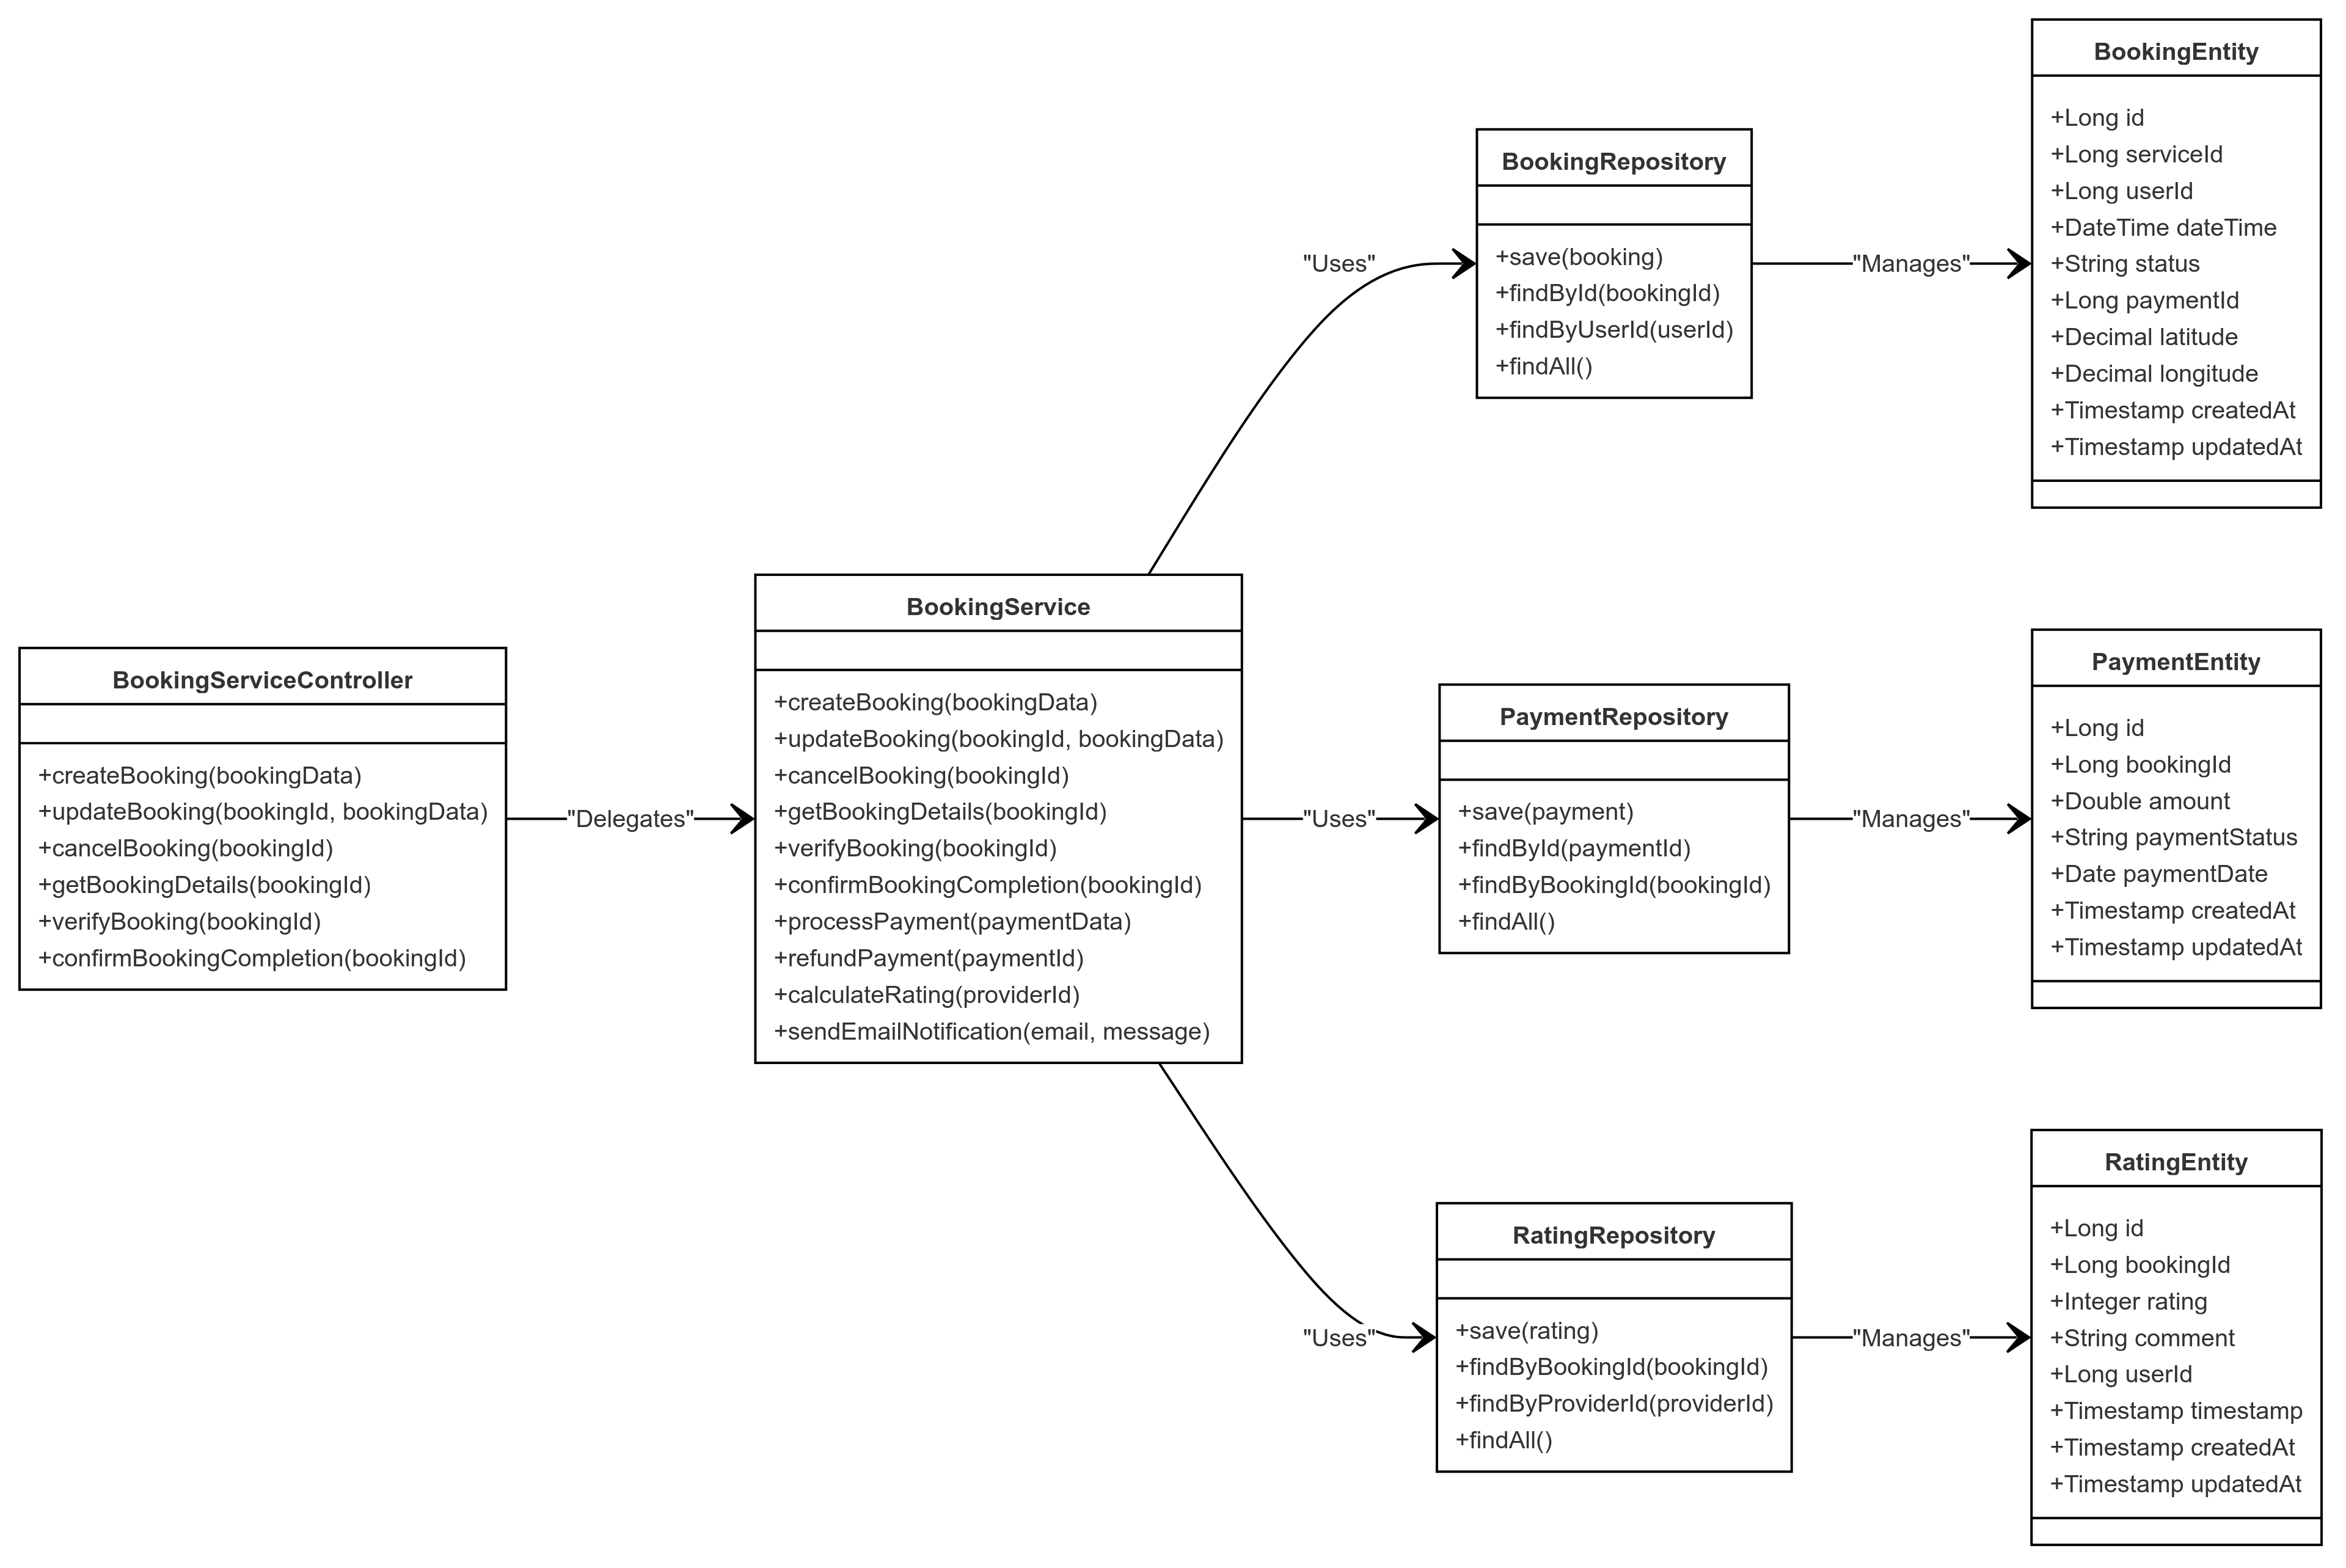 BookingServiceController
+createBooking(bookingData)
+updateBooking(bookingId, bookingData)
+cancelBooking(bookingId)
+getBookingDetails(bookingId)
+verifyBooking(bookingId)
+confirmBookingCompletion(bookingId)
"Delegates"
BookingService
+createBooking(bookingData)
+updateBooking(bookingId, bookingData)
+cancelBooking(bookingId)
+getBookingDetails(bookingId)
+verifyBooking(bookingId)
+confirmBookingCompletion(bookingId)
+processPayment(paymentData)
+refundPayment(paymentId)
+calculateRating(providerId)
+sendEmailNotification(email, message)
"Uses"
BookingRepository
+save(booking)
+findById(bookingId)
+findByUserId(userId)
+findAll()
"Manages"
BookingEntity
+Long id
+Long serviceId
+Long userId
+DateTime dateTime
+String status
+Long paymentId
+Decimal latitude
+Decimal longitude
+Timestamp createdAt
+Timestamp updatedAt
"Uses"
PaymentRepository
+save(payment)
+findById(paymentId)
+findByBookingId(bookingId)
+findAll()
"Manages"
PaymentEntity
+Long id
+Long bookingId
+Double amount
+String paymentStatus
+Date paymentDate
+Timestamp createdAt
+Timestamp updatedAt
"Uses"
RatingRepository
+save(rating)
+findByBookingId(bookingId)
+findByProviderId(providerId)
+findAll()
"Manages"
RatingEntity
+Long id
+Long bookingId
+Integer rating
+String comment
+Long userId
+Timestamp timestamp
+Timestamp createdAt
+Timestamp updatedAt